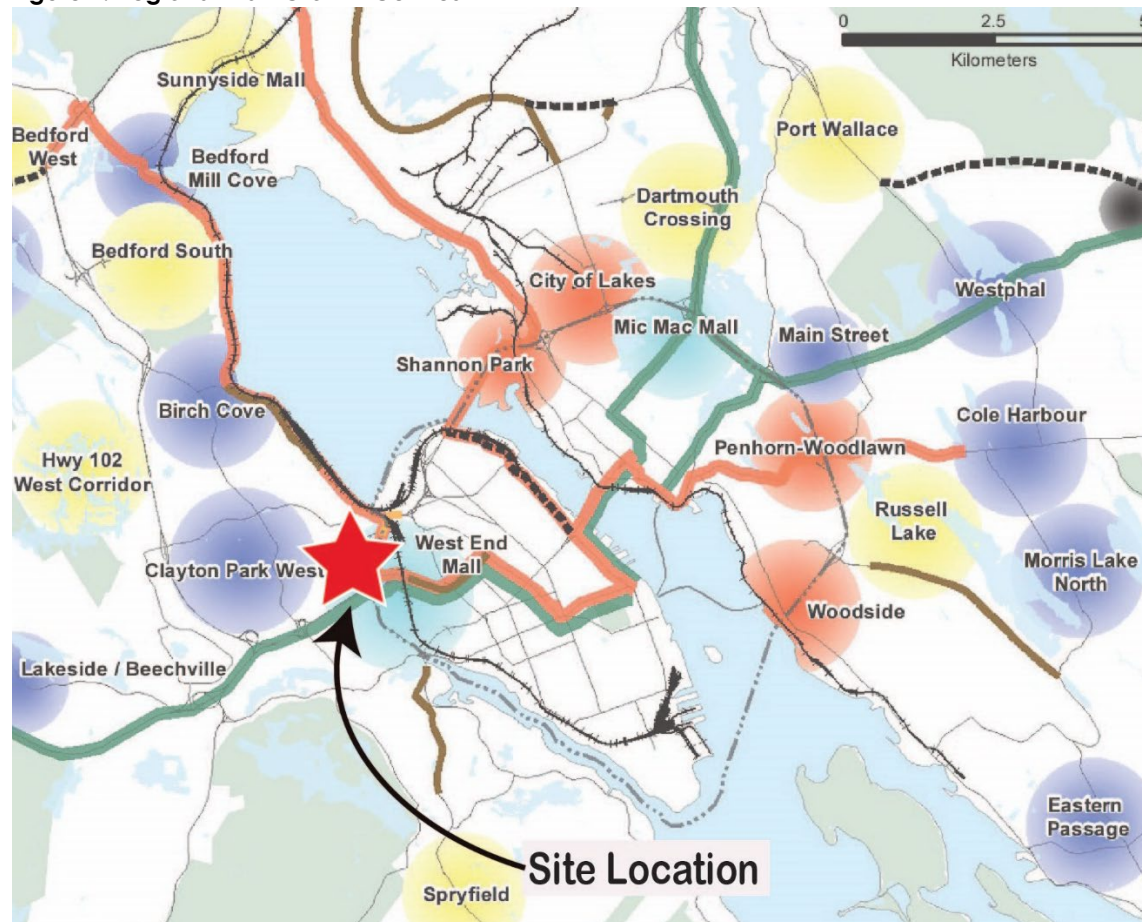 0 2.5
Kilometers
Sunnyside Mall
Bedford
West
Bedford
Mill Cove
Port Wallace
Dartmouth
Crossing
Bedford South
City of Lakes
Westphal
Mic Mac Mall
Main Street
Shannon Park
Birch Cove
Cole Harbour
Penhorn-Woodlawn
Hwy 102
West Corridor
Russell
Lake
West End
Mall
Clayton Park West
Morris Lake
North
Woodside
Lakeside / Beechville
Eastern
Passage
Site Location
Spryfield